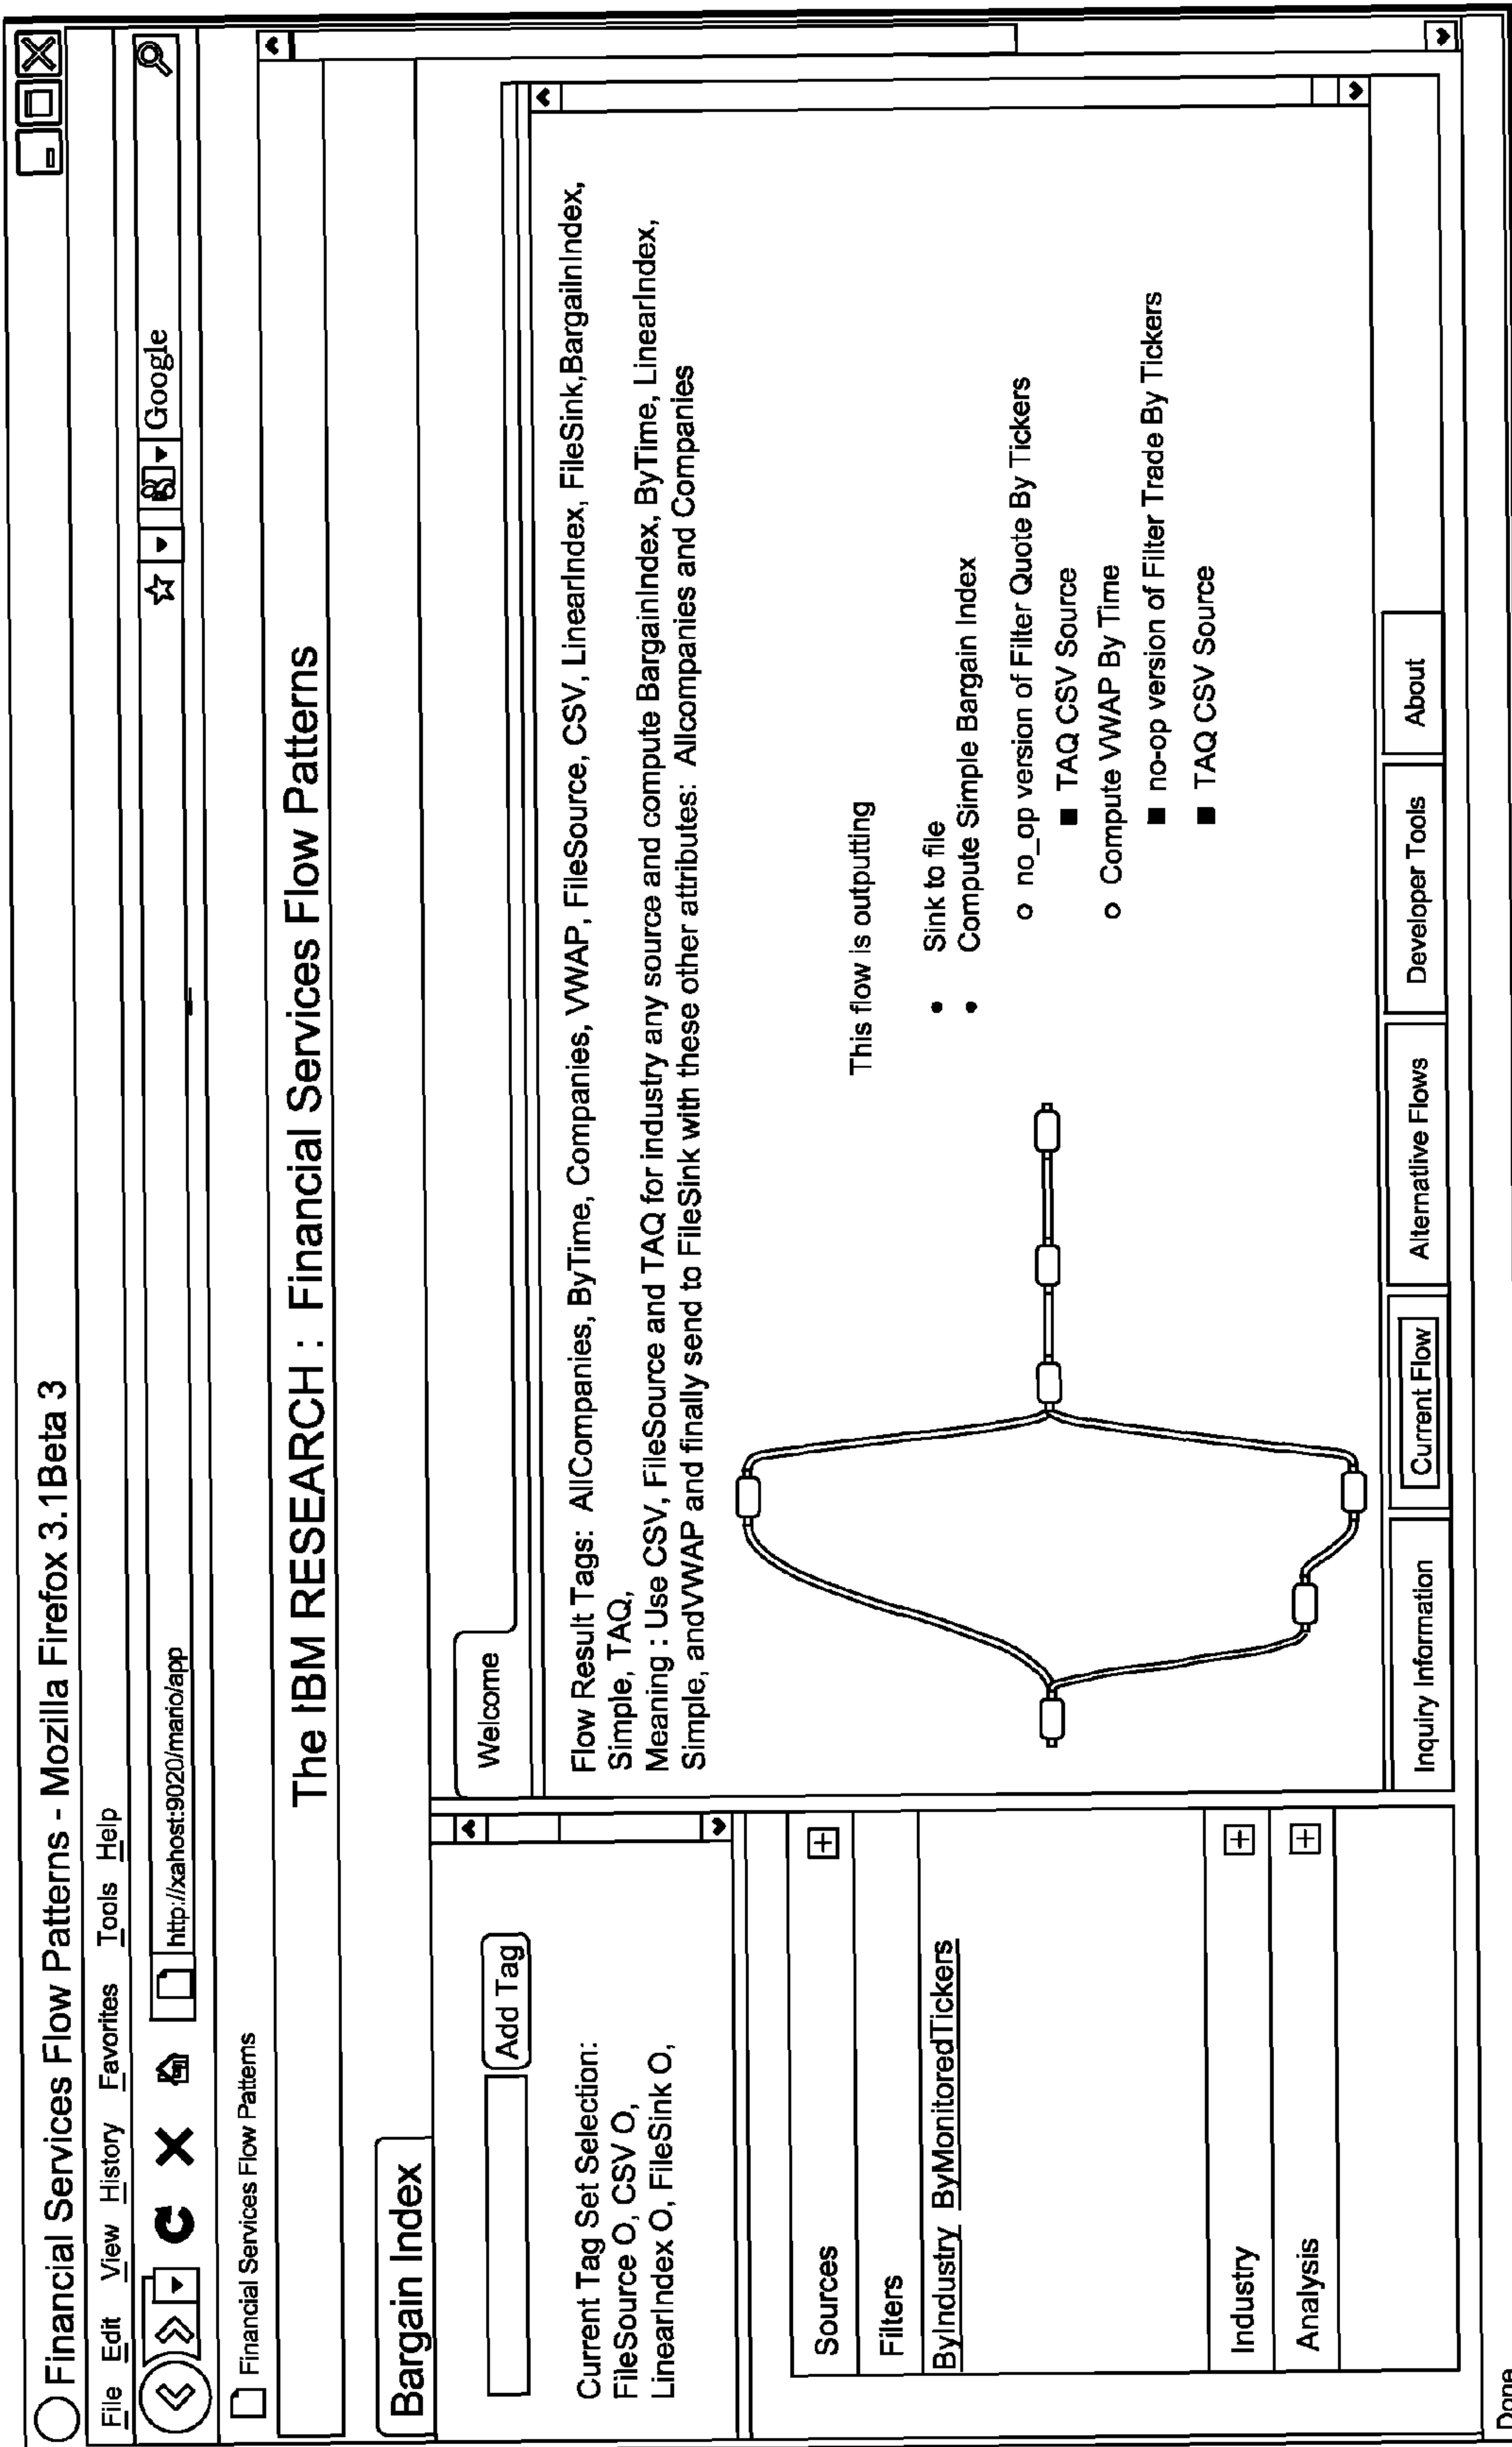 Financial Services Flow Patterns - Mozilla Firefox 3.1Beta 3
File Edit View History Favorites Tools Help
http://xahost:9020/mario/app
Google
Financial Services Flow Patterns
The IBM RESEARCH : Financial Services Flow Patterns
Bargain Index
Add Tag
Current Tag Set Selection:
FileSource O, CSV O,
LinearIndex O, FileSink O,
Sources
Filters
ByIndustry ByMonitoredTickers
Industry
Analysis
Welcome
Flow Result Tags: AllCompanies, ByTime, Companies, VWAP, FileSource, CSV, LinearIndex, FileSink,BargailnIndex,
Simple, TAQ,
Meaning : Use CSV, FileSource and TAQ for industry any source and compute BargainIndex, ByTime, LinearIndex,
Simple, andVWAP and finally send to FileSink with these other attributes: Allcompanies and Companies
This flow is outputting
• Sink to file
• Compute Simple Bargain Index
o no_op version of Filter Quote By Tickers
■ TAQ CSV Source
o Compute VWAP By Time
■ no-op version of Filter Trade By Tickers
■ TAQ CSV Source
Inquiry Information
Current Flow
Alternatlive Flows
Developer Tools
About
Done